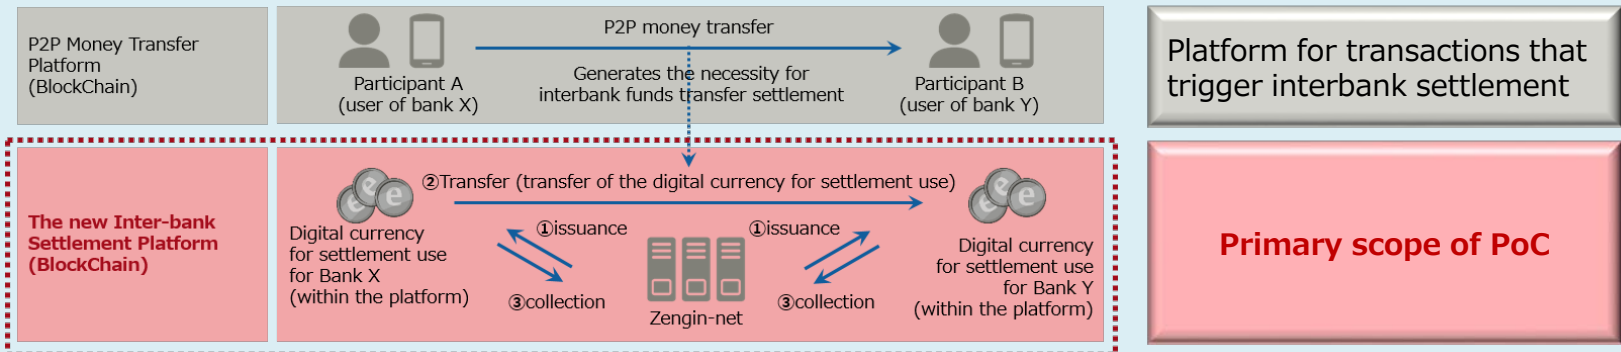 P2P Money Transfer
Platform
(BlockChain)
P2P money transfer
Participant A
(user of bank X)
Generates the necessity for
interbank funds transfer settlement
Participant B
(user of bank Y)
Platform for transactions that
trigger interbank settlement
The new Inter-bank
Settlement Platform
(BlockChain)
②Transfer (transfer of the digital currency for settlement use)
e
e
Digital currency
for settlement use
for Bank X
(within the platform)
①issuance
③collection
Zengin-net
①issuance
③collection
Digital currency
for settlement use
for Bank Y
(within the platform)
Primary scope of PoC